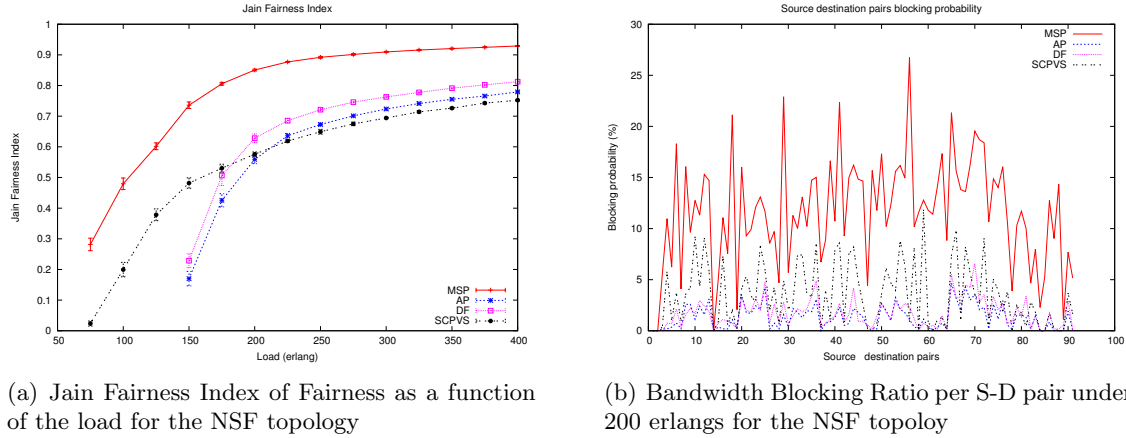 Jain Fairness Index
Jain Fairness Index
1
0.9
0.8
0.7
0.6
0.5
0.4
0.3
0.2
0.1
0
50
100
150
200
250
300
350
400
Load (erlang)
MSP
AP
DF
SCPVS
(a) Jain Fairness Index of Fairness as a function
of the load for the NSF topology
Source destination pairs blocking probability
Blocking probability (%)
30
25
20
15
10
5
0
0
10
20
30
40
50
60
70
80
90
100
Source destination pairs
MSP
AP
DF
SCPVS
(b) Bandwidth Blocking Ratio per S-D pair under
200 erlangs for the NSF topoloy